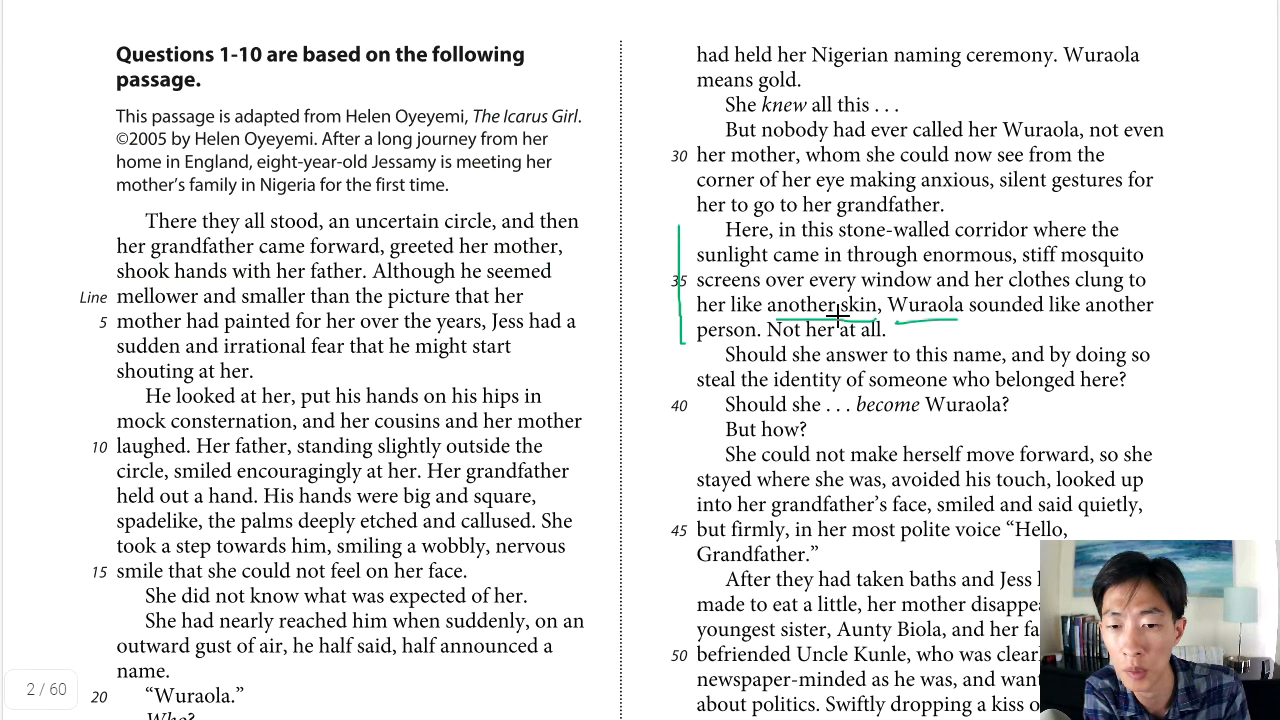 Questions 1-10 are based on the following
passage.
This passage is adapted from Helen Oyeyemi, The Icarus Girl.
©2005 by Helen Oyeyemi. After a long journey from her
home in England, eight-year-old Jessamy is meeting her
mother’s family in Nigeria for the first time.
There they all stood, an uncertain circle, and then
her grandfather came forward, greeted her mother,
shook hands with her father. Although he seemed
Line mellower and smaller than the picture that her
5 mother had painted for her over the years, Jess had a
sudden and irrational fear that he might start
shouting at her.
He looked at her, put his hands on his hips in
mock consternation, and her cousins and her mother
10 laughed. Her father, standing slightly outside the
circle, smiled encouragingly at her. Her grandfather
held out a hand. His hands were big and square,
spadelike, the palms deeply etched and callused. She
took a step towards him, smiling a wobbly, nervous
15 smile that she could not feel on her face.
She did not know what was expected of her.
She had nearly reached him when suddenly, on an
outward gust of air, he half said, half announced a
name.
20 “Wuraola.”
Who?
2 / 60
had held her Nigerian naming ceremony. Wuraola
means gold.
She knew all this . . .
But nobody had ever called her Wuraola, not even
30 her mother, whom she could now see from the
corner of her eye making anxious, silent gestures for
her to go to her grandfather.
Here, in this stone-walled corridor where the
sunlight came in through enormous, stiff mosquito
35 screens over every window and her clothes clung to
her like another skin, Wuraola sounded like another
person. Not her at all.
Should she answer to this name, and by doing so
steal the identity of someone who belonged here?
40 Should she . . . become Wuraola?
But how?
She could not make herself move forward, so she
stayed where she was, avoided his touch, looked up
into her grandfather’s face, smiled and said quietly,
45 but firmly, in her most polite voice “Hello,
Grandfather.”
After they had taken baths and Jess
made to eat a little, her mother
youngest sister, Aunty Biola, and her
50 befriended Uncle Kunle, who was
newspaper-minded as he was, and
about politics. Swiftly dropping a kiss